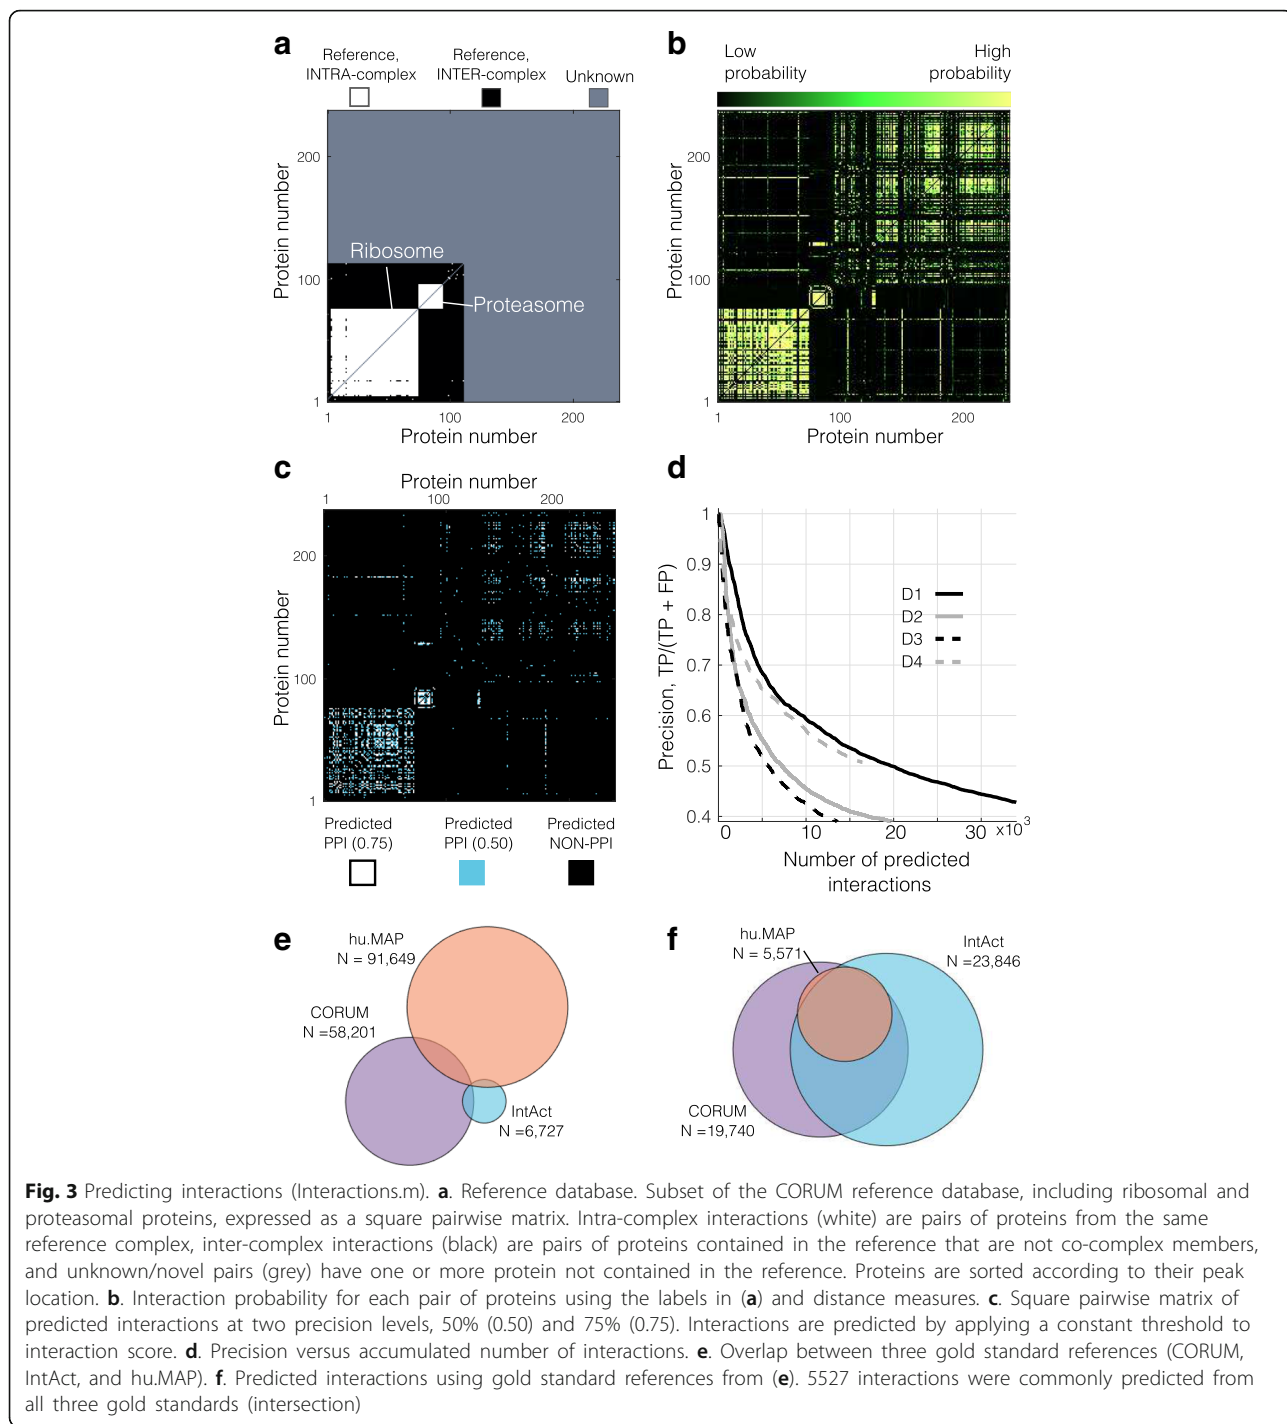 a
Reference,
INTRA-complex
Reference,
INTER-complex
Unknown
200
100
1
Protein number
Ribosome
Proteasome
1
100
200
Protein number
b
Low
probability
High
probability
200
100
1
Protein number
100
200
Protein number
c
Protein number
1
100
200
200
100
1
Protein number
Predicted
PPI (0.75)
Predicted
PPI (0.50)
Predicted
NON-PPI
d
1
0.9
0.8
0.7
0.6
0.5
0.4
Precision, TP/(TP + FP)
D1
D2
D3
D4
0 10 20 30 x10 3
Number of predicted
interactions
e
hu.MAP
N = 91,649
CORUM
N =58,201
IntAct
N =6,727
f
hu.MAP
N = 5,571
IntAct
N =23,846
CORUM
N =19,740
Fig. 3 Predicting interactions (Interactions.m). a. Reference database. Subset of the CORUM reference database, including ribosomal and
proteasomal proteins, expressed as a square pairwise matrix. Intra-complex interactions (white) are pairs of proteins from the same
reference complex, inter-complex interactions (black) are pairs of proteins contained in the reference that are not co-complex members,
and unknown/novel pairs (grey) have one or more protein not contained in the reference. Proteins are sorted according to their peak
location. b. Interaction probability for each pair of proteins using the labels in (a) and distance measures. c. Square pairwise matrix of
predicted interactions at two precision levels, 50% (0.50) and 75% (0.75). Interactions are predicted by applying a constant threshold to
interaction score. d. Precision versus accumulated number of interactions. e. Overlap between three gold standard references (CORUM,
IntAct, and hu.MAP). f. Predicted interactions using gold standard references from (e). 5527 interactions were commonly predicted from
all three gold standards (intersection)